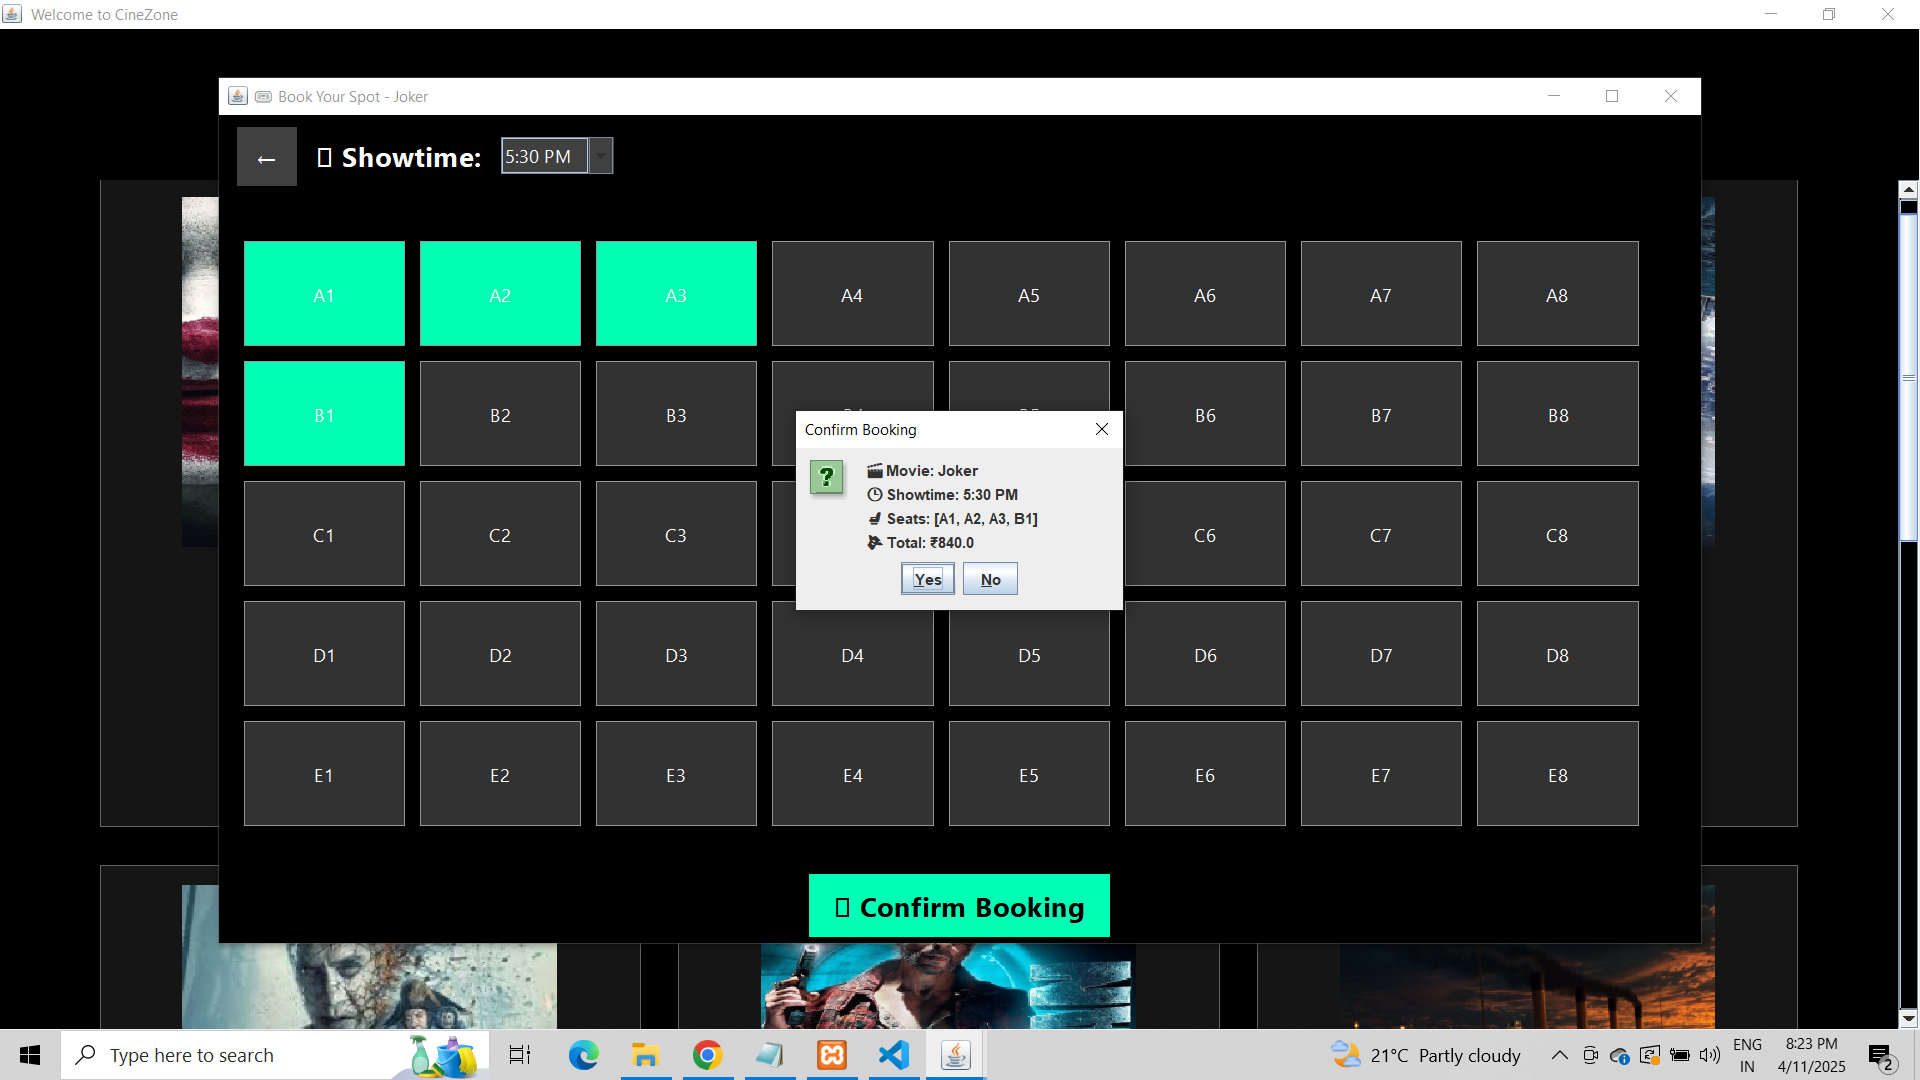 Welcome to CineZone
Book Your Spot - Joker
←
Showtime:
5:30 PM
A1 A2 A3 A4 A5 A6 A7 A8
B1 B2 B3 B6 B7 B8
Confirm Booking
?
Movie: Joker
Showtime: 5:30 PM
Seats: [A1, A2, A3, B1]
Total: ₹840.0
Yes No
C1 C2 C3 C6 C7 C8
D1 D2 D3 D4 D5 D6 D7 D8
E1 E2 E3 E4 E5 E6 E7 E8
Confirm Booking
Type here to search
21°C Partly cloudy
ENG
IN
8:23 PM
4/11/2025
2